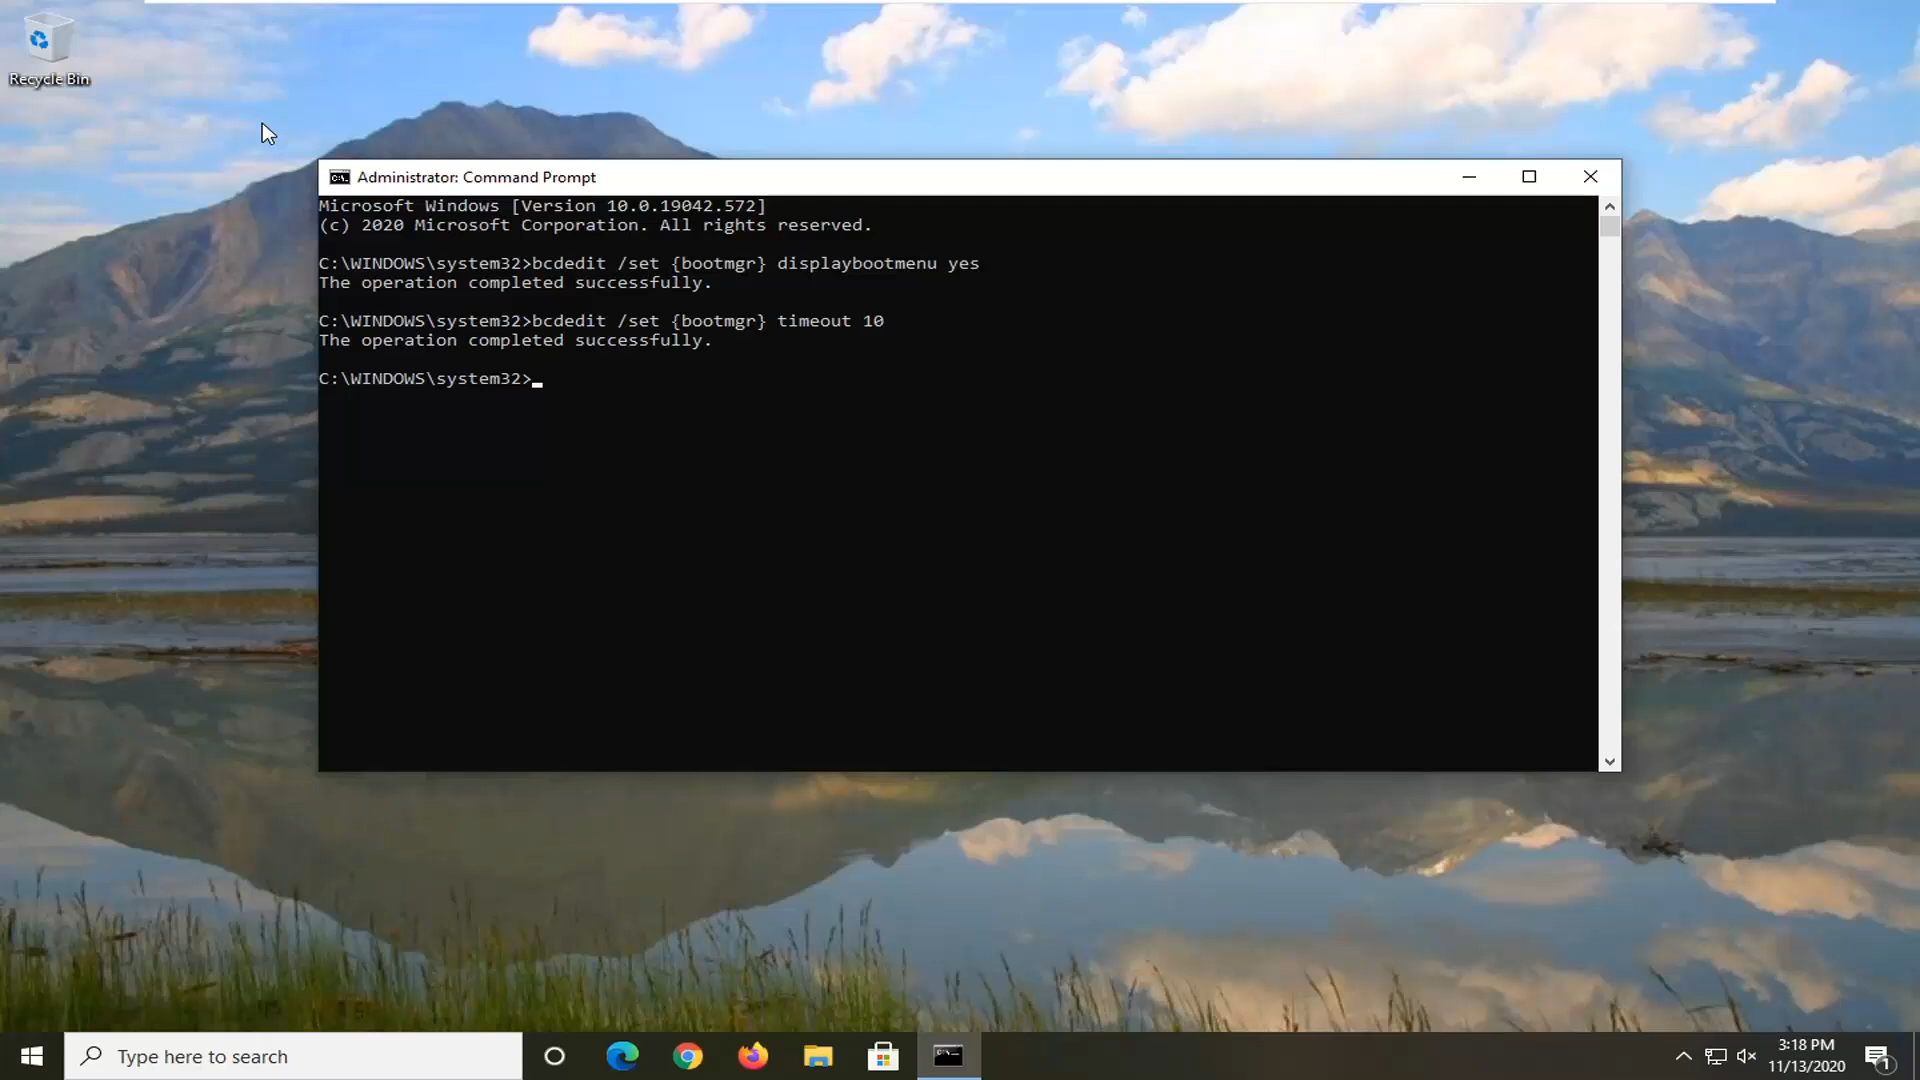 Recycle Bin
Administrator: Command Prompt
Microsoft Windows [Version 10.0.19042.572]
(c) 2020 Microsoft Corporation. All rights reserved.
C:\WINDOWS\system32>bcdedit /set {bootmgr} displaybootmenu yes
The operation completed successfully.
C:\WINDOWS\system32>bcdedit /set {bootmgr} timeout 10
The operation completed successfully.
C:\WINDOWS\system32>
Type here to search
3:18 PM
11/13/2020
1